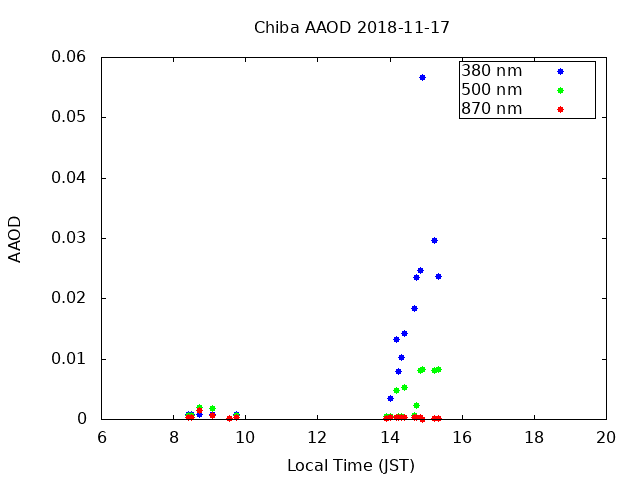 Chiba AAOD 2018-11-17
0.06
0.05
0.04
0.03
0.02
0.01
0
AAOD
380 nm
500 nm
870 nm
6 8 10 12 14 16 18 20
Local Time (JST)